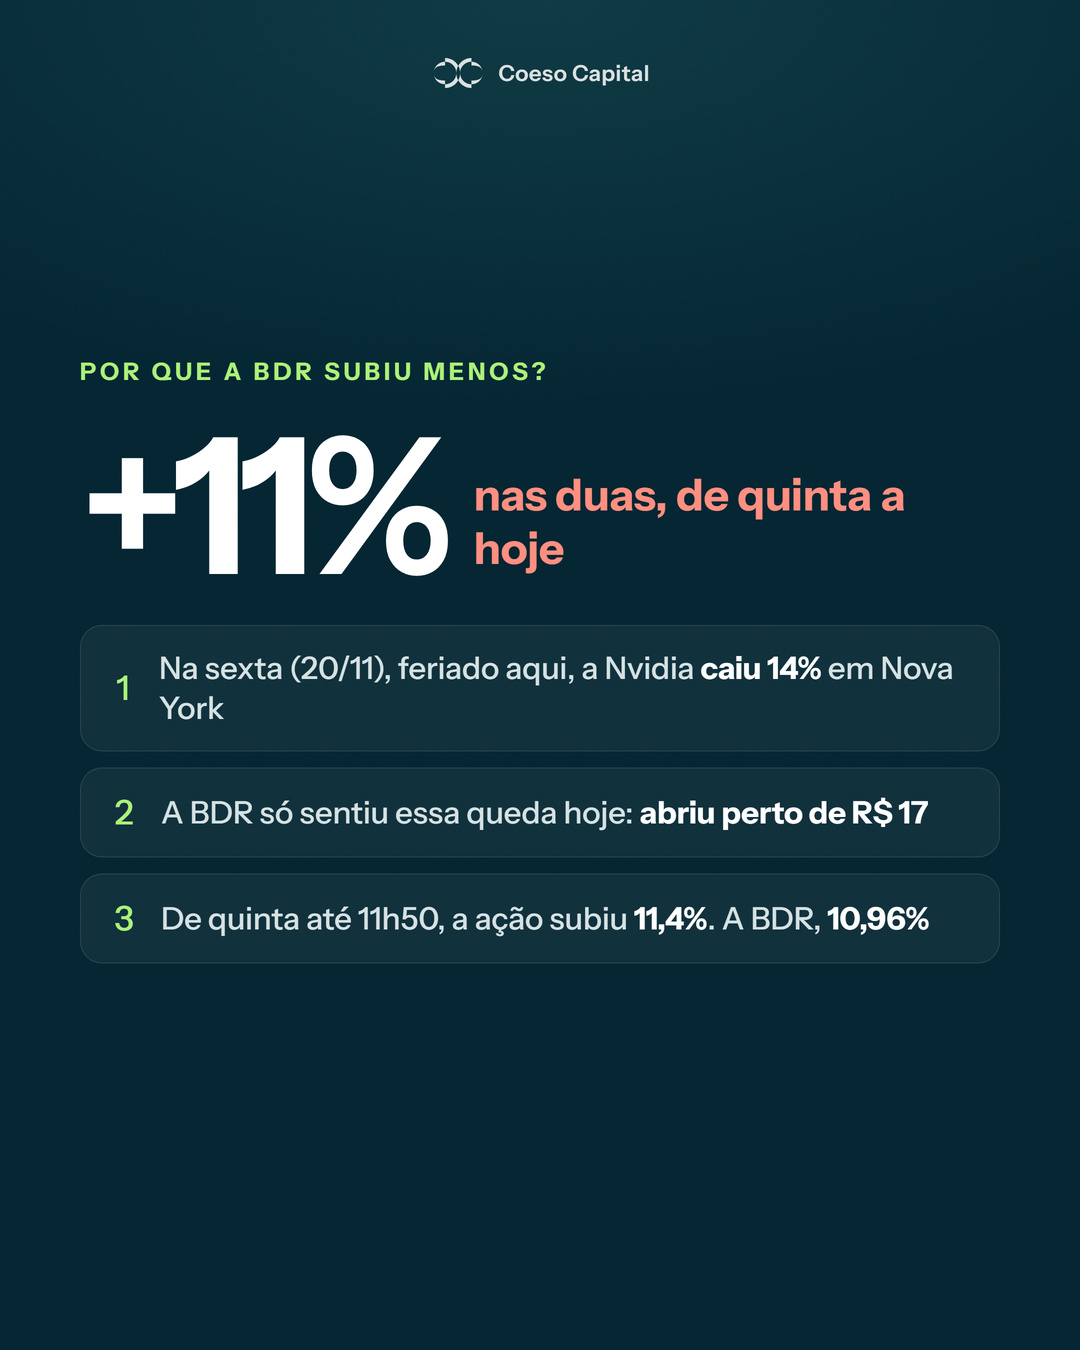 Coeso Capital
POR QUE A BDR SUBIU MENOS?
+11%
nas duas, de quinta a
hoje
1
Na sexta (20/11), feriado aqui, a Nvidia caiu 14% em Nova
York
2
A BDR só sentiu essa queda hoje: abriu perto de R$ 17
3
De quinta até 11h50, a ação subiu 11,4%. A BDR, 10,96%